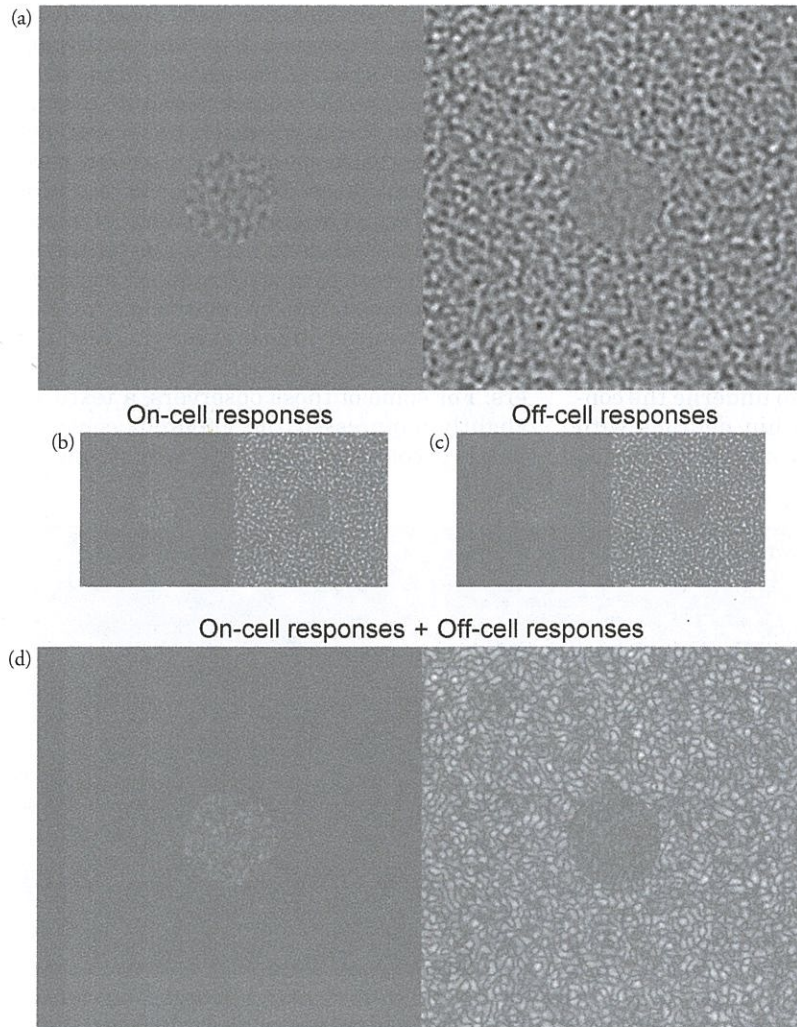 (a)
On-cell responses
Off-cell responses
(b)
(c)
On-cell responses + Off-cell responses
(d)